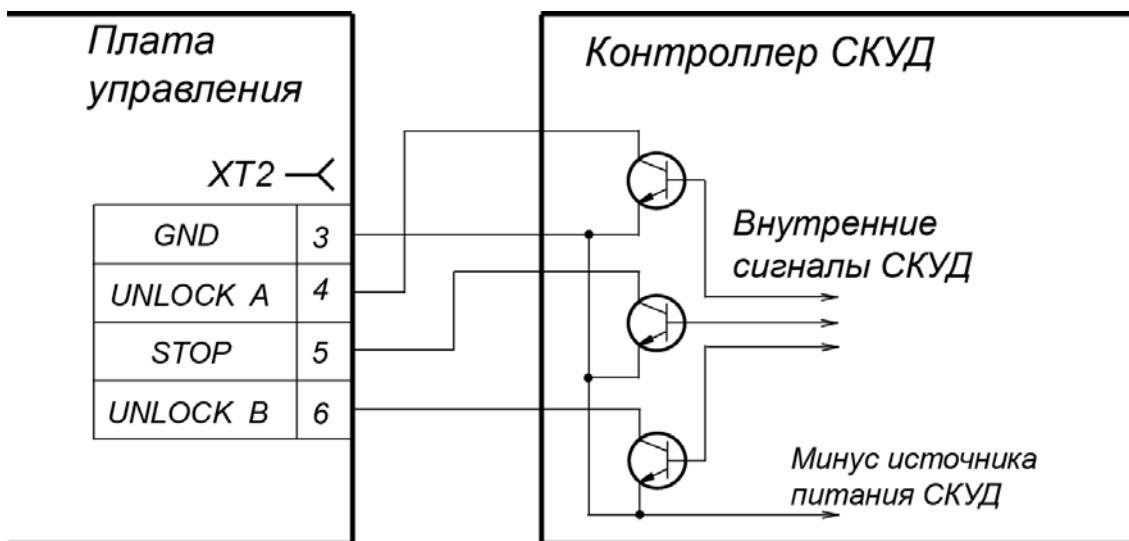 Плата
управления
XT2
GND 3
UNLOCK A 4
STOP 5
UNLOCK B 6
Контроллер СКУД
Внутренние
сигналы СКУД
Минус источника
питания СКУД